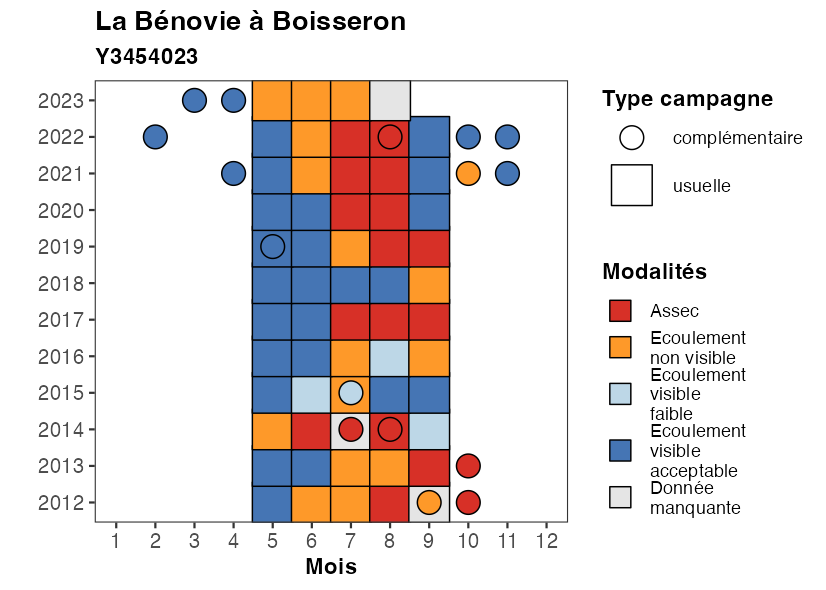 La Bénovie à Boisseron
Y3454023
2023
2022
2021
2020
2019
2018
2017
2016
2015
2014
2013
2012
1 2 3 4 5 6 7 8 9 10 11 12
Mois
Type campagne
complémentaire
usuelle
Modalités
Assec
Ecoulement
non visible
Ecoulement
visible
faible
Ecoulement
visible
acceptable
Donnée
manquante